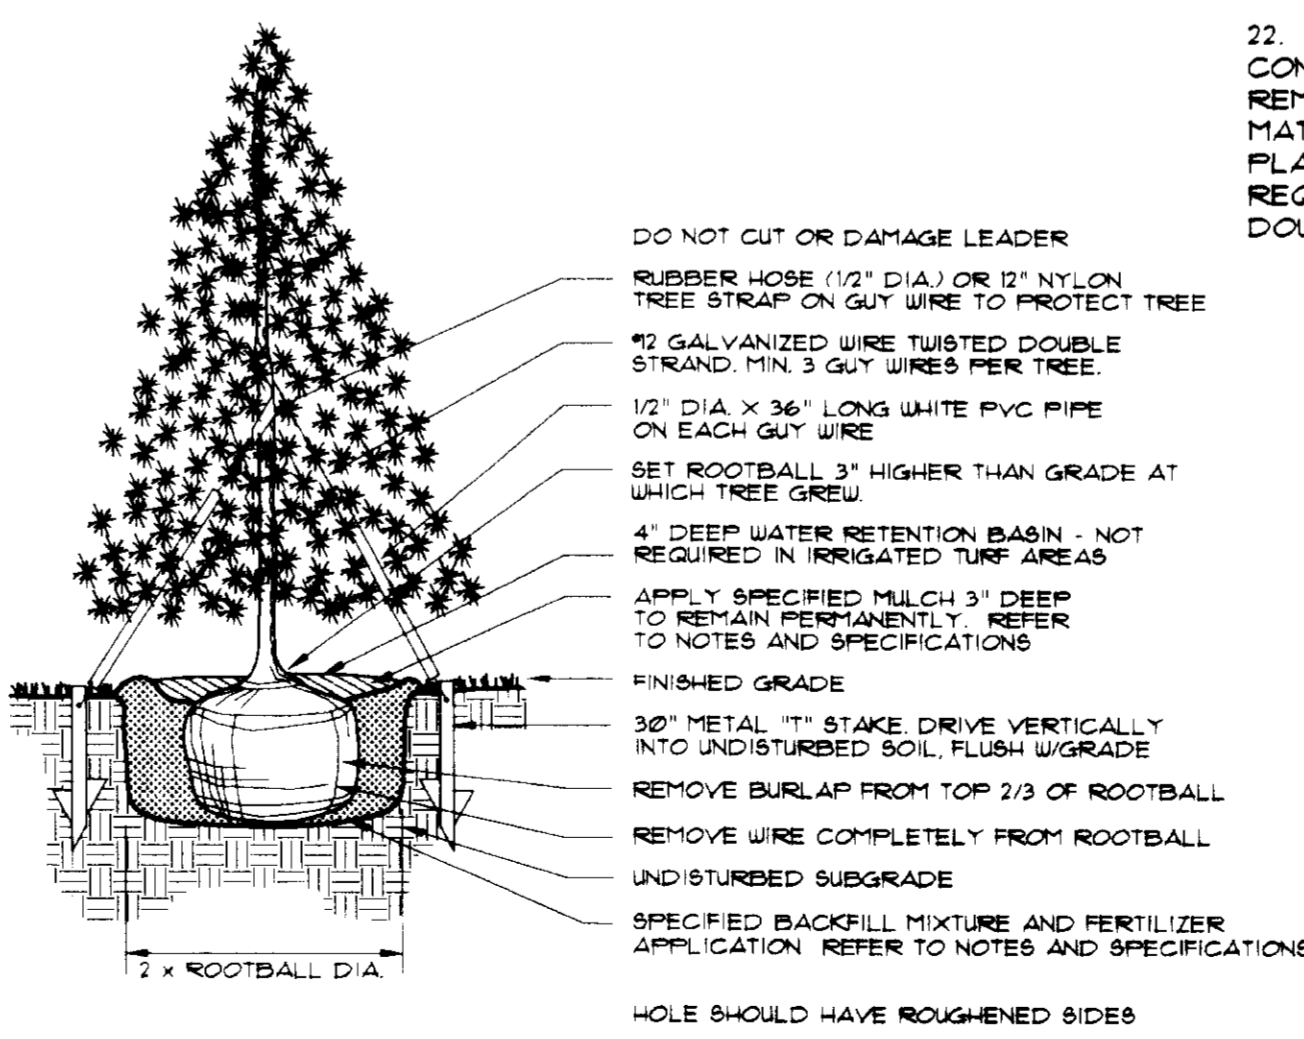 DO NOT CUT OR DAMAGE LEADER
RUBBER HOSE (1/2" DIA.) OR 12" NYLON
TREE STRAP ON GUY WIRE TO PROTECT TREE
#12 GALVANIZED WIRE TWISTED DOUBLE
STRAND. MIN. 3 GUY WIRES PER TREE.
1/2" DIA. X 36" LONG WHITE PVC PIPE
ON EACH GUY WIRE
SET ROOTBALL 3" HIGHER THAN GRADE AT
WHICH TREE GREW.
4" DEEP WATER RETENTION BASIN - NOT
REQUIRED IN IRRIGATED TURF AREAS
APPLY SPECIFIED MULCH 3" DEEP
TO REMAIN PERMANENTLY. REFER
TO NOTES AND SPECIFICATIONS
FINISHED GRADE
30" METAL "T" STAKE. DRIVE VERTICALLY
INTO UNDISTURBED SOIL, FLUSH W/GRADE
REMOVE BURLAP FROM TOP 2/3 OF ROOTBALL
REMOVE WIRE COMPLETELY FROM ROOTBALL
UNDISTURBED SUBGRADE
SPECIFIED BACKFILL MIXTURE AND FERTILIZER
APPLICATION REFER TO NOTES AND SPECIFICATIONS
2 x ROOTBALL DIA.
HOLE SHOULD HAVE ROUGHENED SIDES
22.